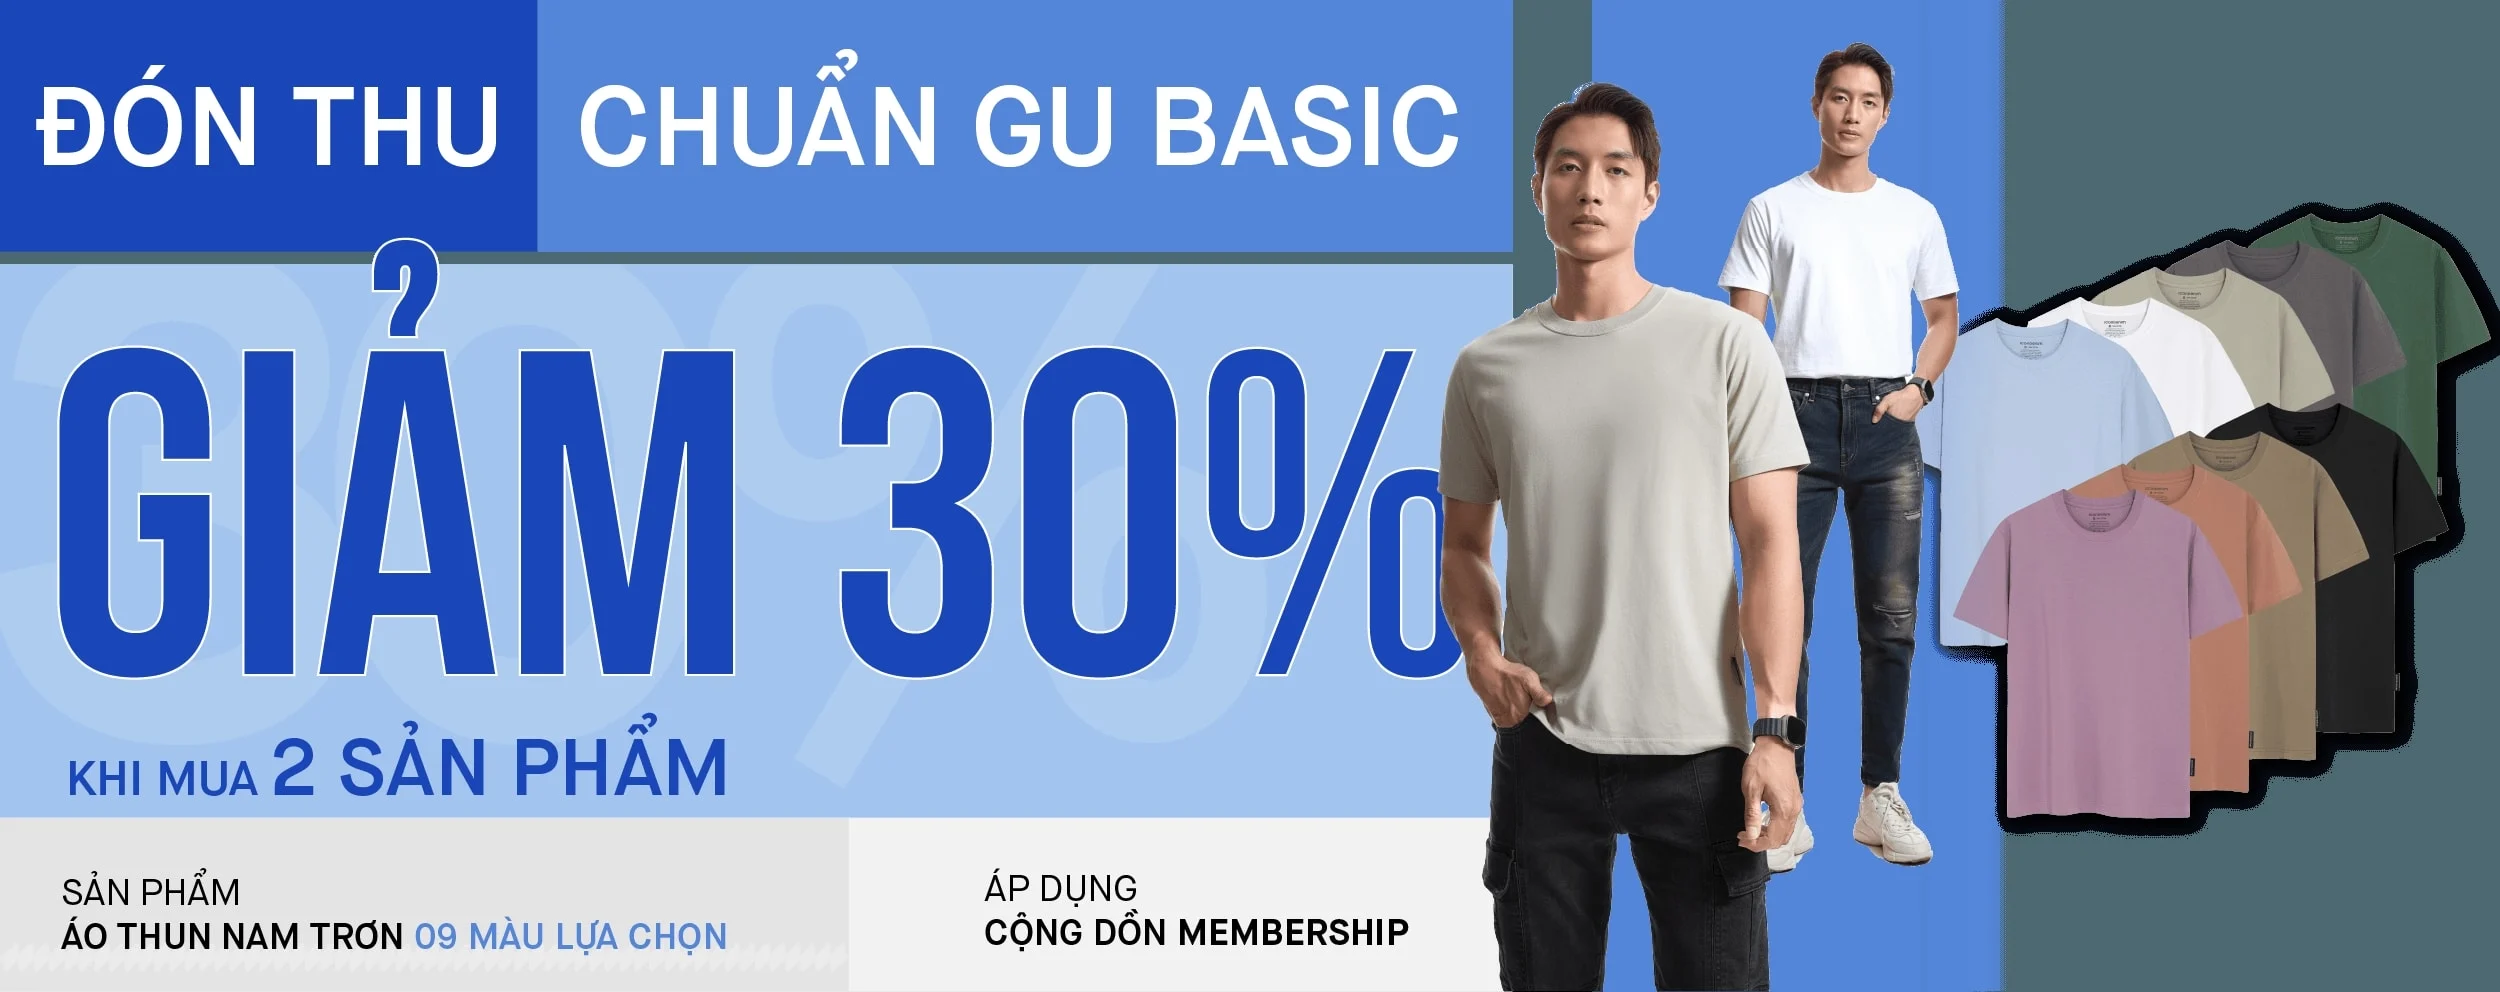 ĐÓN THU CHUẨN GU BASIC
GIẢM 30%
KHI MUA 2 SẢN PHẨM
SẢN PHẨM
ÁO THUN NAM TRƠN 09 MÀU LỰA CHỌN
ÁP DỤNG
CỘNG DỒN MEMBERSHIP